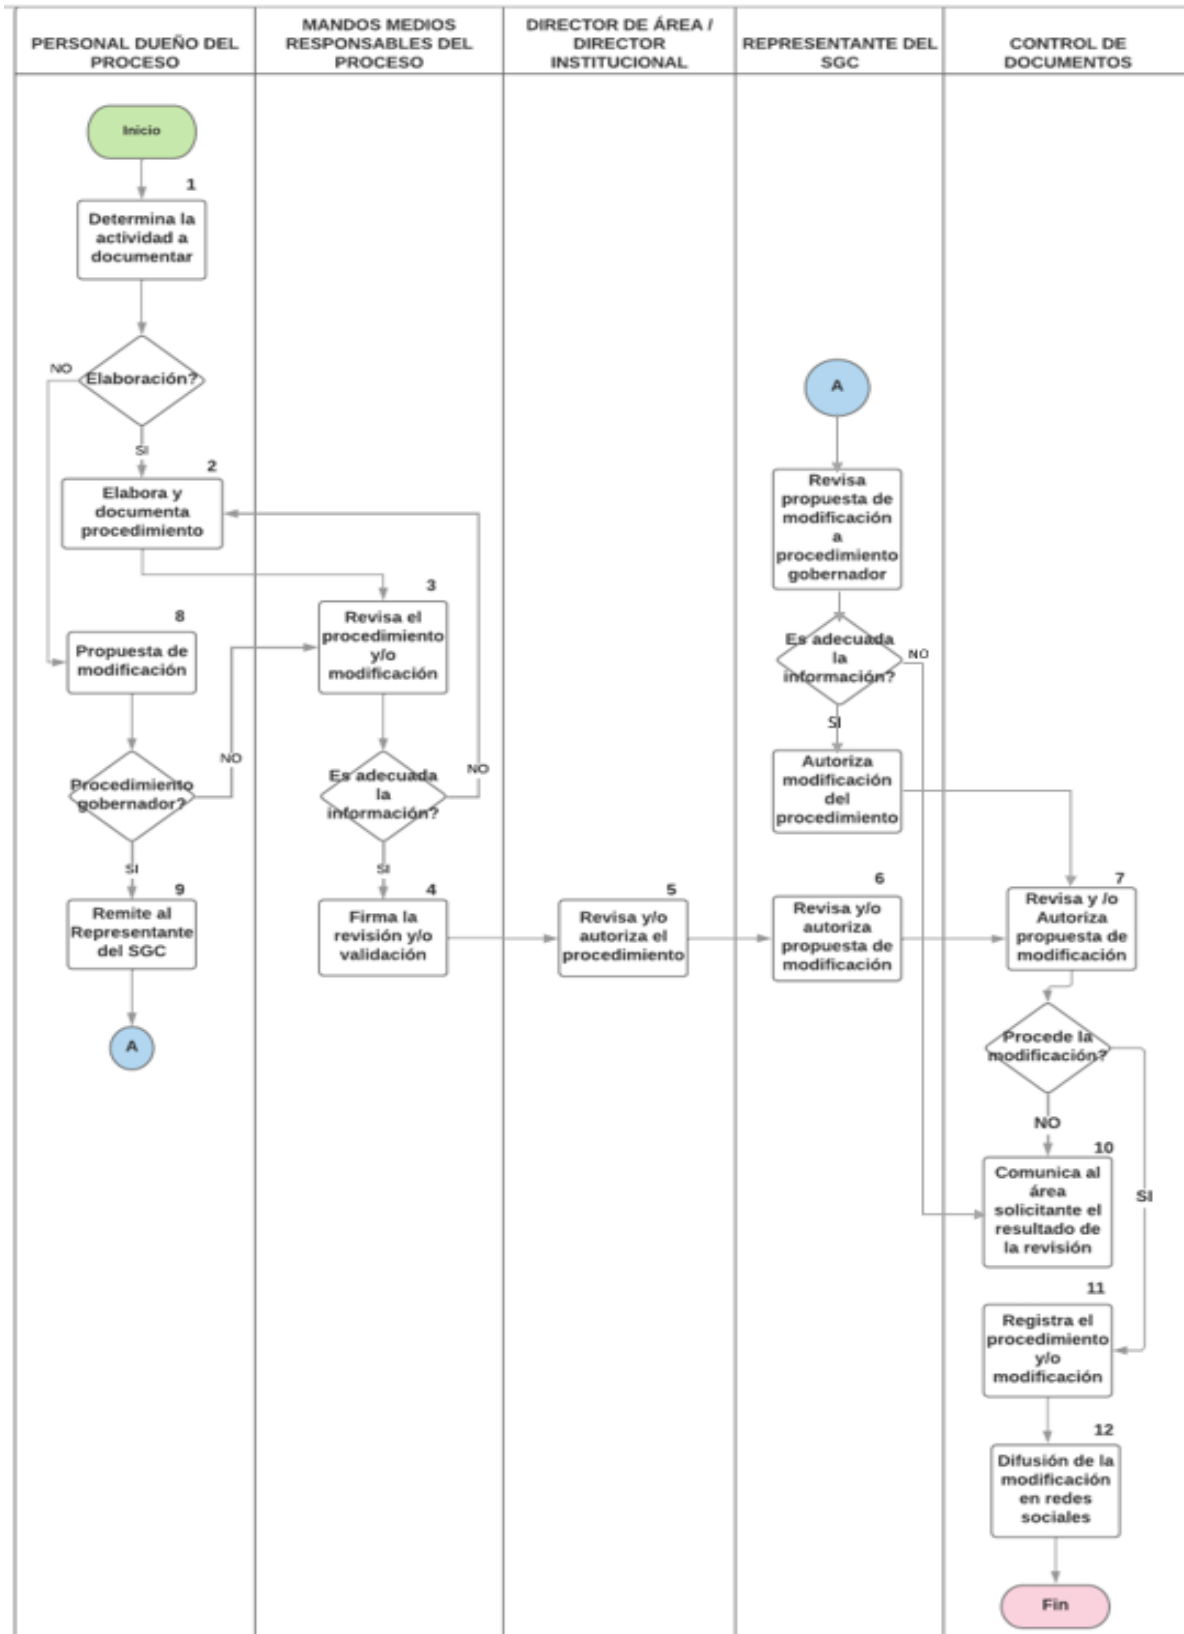 PERSONAL DUEÑO DEL
PROCESO
MANDOS MEDIOS
RESPONSABLES DEL
PROCESO
DIRECTOR DE ÁREA /
DIRECTOR
INSTITUCIONAL
REPRESENTANTE DEL
SGC
CONTROL DE
DOCUMENTOS
Inicio
1
Determina la
actividad a
documentar
NO
Elaboración?
SI
2
Elabora y
documenta
procedimiento
8
Propuesta de
modificación
NO
Procedimiento
gobernador?
SI
9
Remite al
Representante
del SGC
A
3
Revisa el
procedimiento
y/o
modificación
NO
Es adecuada
la
información?
SI
4
Firma la
revisión y/o
validación
5
Revisa y/o
autoriza el
procedimiento
A
Revisa
propuesta de
modificación
a
procedimiento
gobernador
Es adecuada
la
información?
NO
SI
Autoriza
modificación
del
procedimiento
6
Revisa y/o
autoriza
propuesta de
modificación
7
Revisa y /o
Autoriza
propuesta de
modificación
Procede la
modificación?
NO
SI
10
Comunica al
área
solicitante el
resultado de
la revisión
11
Registra el
procedimiento
y/o
modificación
12
Difusión de la
modificación
en redes
sociales
Fin